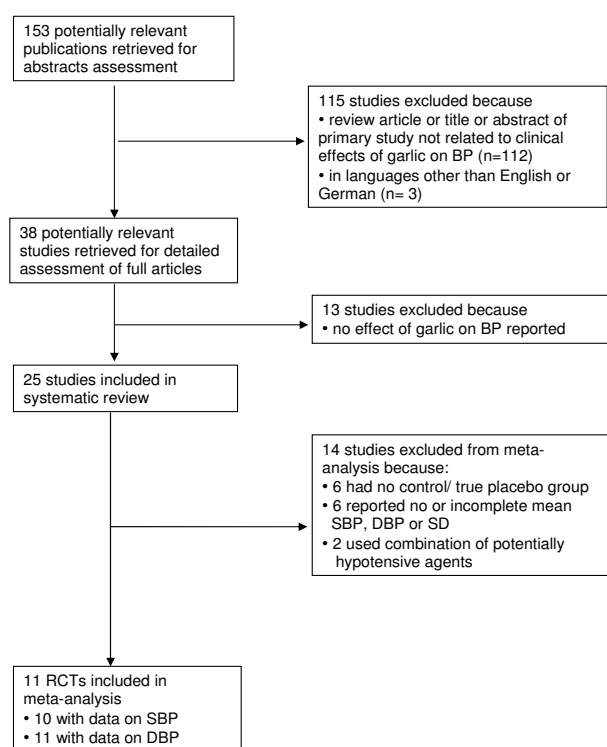 153 potentially relevant
publications retrieved for
abstracts assessment
115 studies excluded because
• review article or title or abstract of
primary study not related to clinical
effects of garlic on BP (n=112)
• in languages other than English or
German (n= 3)
38 potentially relevant
studies retrieved for detailed
assessment of full articles
13 studies excluded because
• no effect of garlic on BP reported
25 studies included in
systematic review
14 studies excluded from meta-
analysis because:
• 6 had no control/ true placebo group
• 6 reported no or incomplete mean
SBP, DBP or SD
• 2 used combination of potentially
hypotensive agents
11 RCTs included in
meta-analysis
• 10 with data on SBP
• 11 with data on DBP